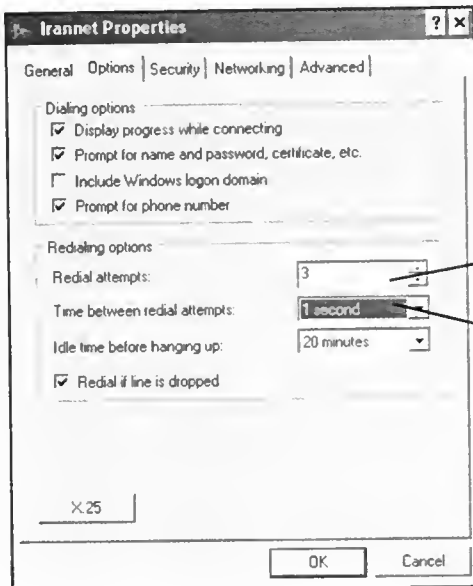 Irannet Properties ? ×
General Options Security Networking Advanced
Dialing options
Display progress while connecting
Prompt for name and password, certificate, etc.
Include Windows logon domain
Prompt for phone number
Redialing options
Redial attempts: 3
Time between redial attempts: 1 second
Idle time before hanging up: 20 minutes
Redial if line is dropped
X.25
OK Cancel